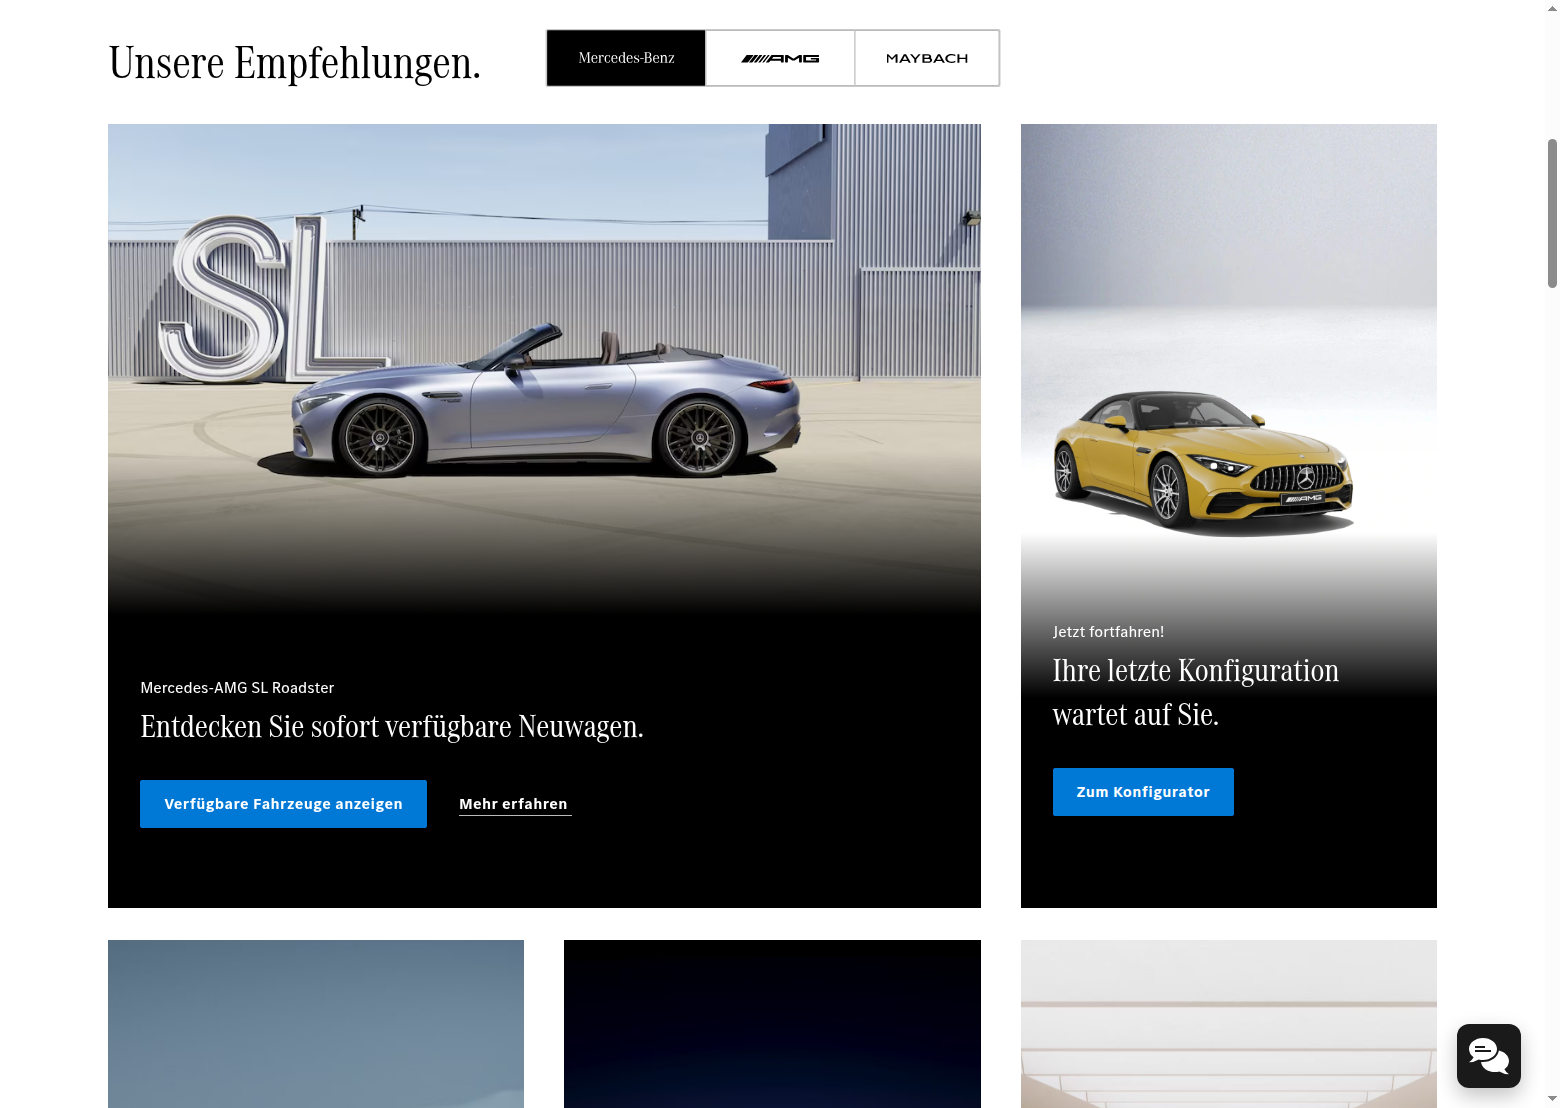 Unsere Empfehlungen.
Mercedes-Benz
AMG
MAYBACH
SL
AMG
Mercedes-AMG SL Roadster
Entdecken Sie sofort verfügbare Neuwagen.
Verfügbare Fahrzeuge anzeigen
Mehr erfahren
Jetzt fortfahren!
Ihre letzte Konfiguration
wartet auf Sie.
Zum Konfigurator